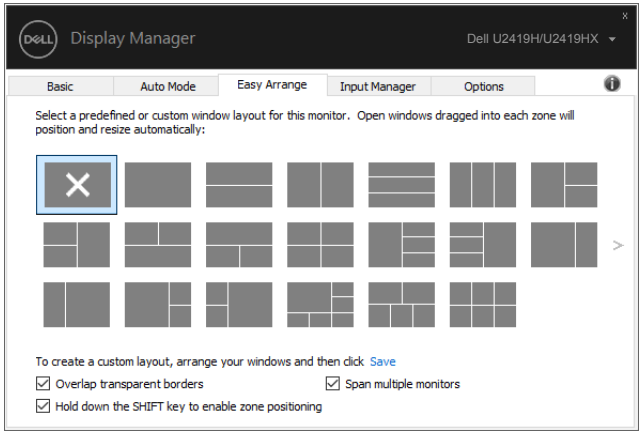 x
DELL Display Manager Dell U2419H/U2419HX
Basic Auto Mode Easy Arrange Input Manager Options i
Select a predefined or custom window layout for this monitor. Open windows dragged into each zone will
position and resize automatically:
>
To create a custom layout, arrange your windows and then click Save
Overlap transparent borders Span multiple monitors
Hold down the SHIFT key to enable zone positioning